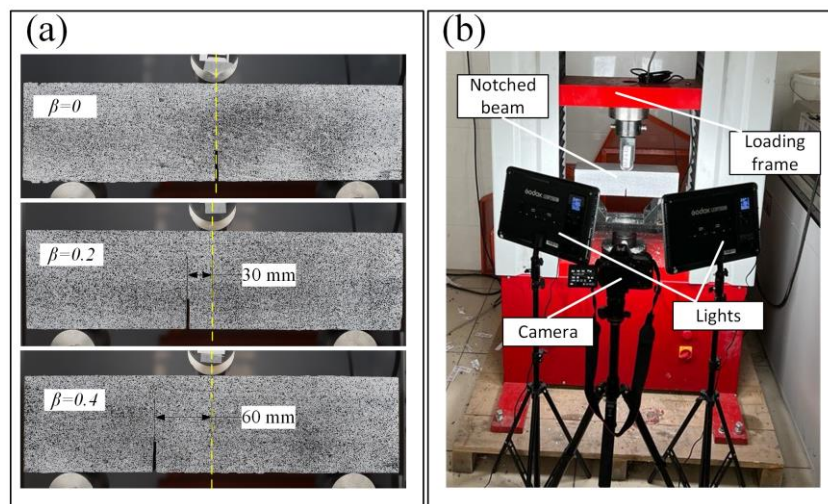 (a)
β=0
β=0.2
30 mm
β=0.4
60 mm
(b)
Notched
beam
Loading
frame
Godox
Godox
Lights
Camera